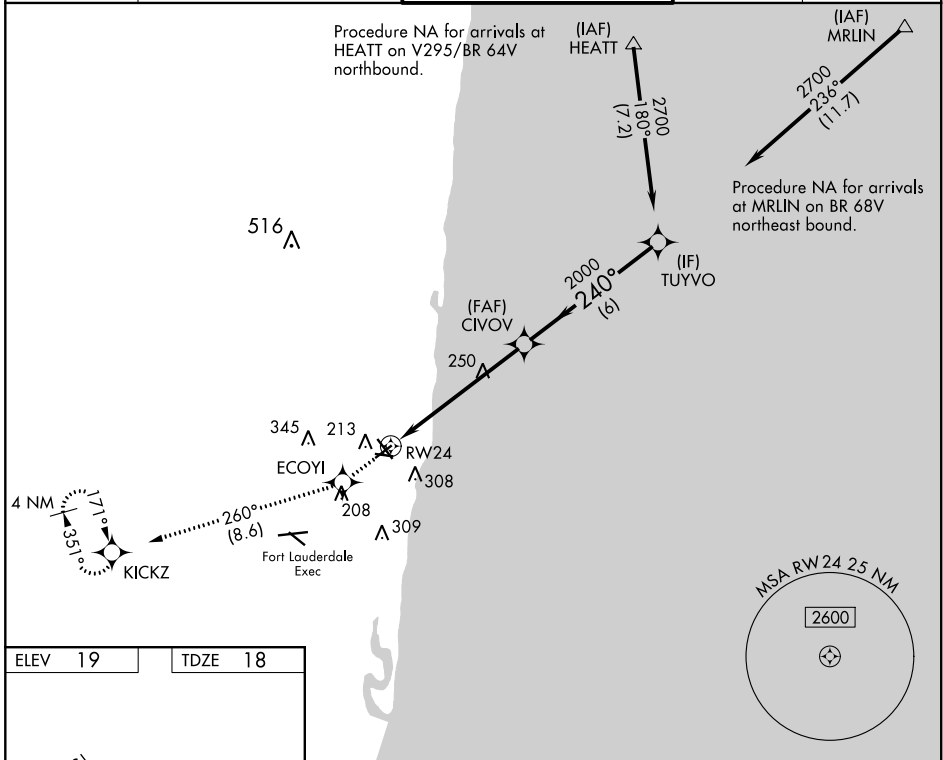 Procedure NA for arrivals at
HEATT on V295/BR 64V
northbound.
(IAF)
HEATT
(IAF)
MRLIN
2700
236°
(11.7)
2700
180°
(7.2)
Procedure NA for arrivals
at MRLIN on BR 68V
northeast bound.
516
(IF)
TUYVO
2000
240°
(6)
(FAF)
CIVOV
250
345
213
RW24
ECOYI
308
208
4 NM
171°
351°
260°
(8.6)
309
KICKZ
Fort Lauderdale
Exec
MSA RW24 25 NM
2600
ELEV 19
TDZE 18